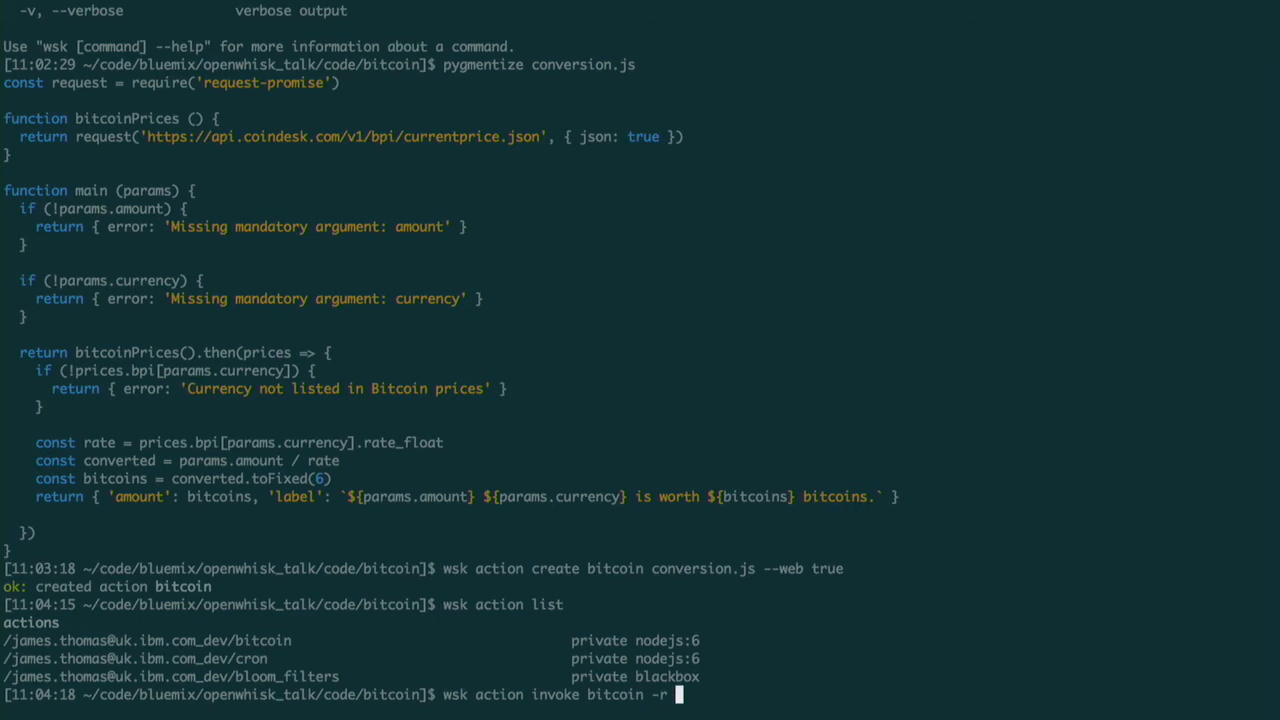 -v, --verbose verbose output
Use "wsk [command] --help" for more information about a command.
[11:02:29 ~/code/bluemix/openwhisk_talk/code/bitcoin]$ pygmentize conversion.js
const request = require('request-promise')
function bitcoinPrices () {
return request('https://api.coindesk.com/v1/bpi/currentprice.json', { json: true })
}
function main (params) {
if (!params.amount) {
return { error: 'Missing mandatory argument: amount' }
}
if (!params.currency) {
return { error: 'Missing mandatory argument: currency' }
}
return bitcoinPrices().then(prices => {
if (!prices.bpi[params.currency]) {
return { error: 'Currency not listed in Bitcoin prices' }
}
const rate = prices.bpi[params.currency].rate_float
const converted = params.amount / rate
const bitcoins = converted.toFixed(6)
return { 'amount': bitcoins, 'label': `${params.amount} ${params.currency} is worth ${bitcoins} bitcoins.` }
})
}
[11:03:18 ~/code/bluemix/openwhisk_talk/code/bitcoin]$ wsk action create bitcoin conversion.js --web true
ok: created action bitcoin
[11:04:15 ~/code/bluemix/openwhisk_talk/code/bitcoin]$ wsk action list
actions
/james.thomas@uk.ibm.com_dev/bitcoin private nodejs:6
/james.thomas@uk.ibm.com_dev/cron private nodejs:6
/james.thomas@uk.ibm.com_dev/bloom_filters private blackbox
[11:04:18 ~/code/bluemix/openwhisk_talk/code/bitcoin]$ wsk action invoke bitcoin -r